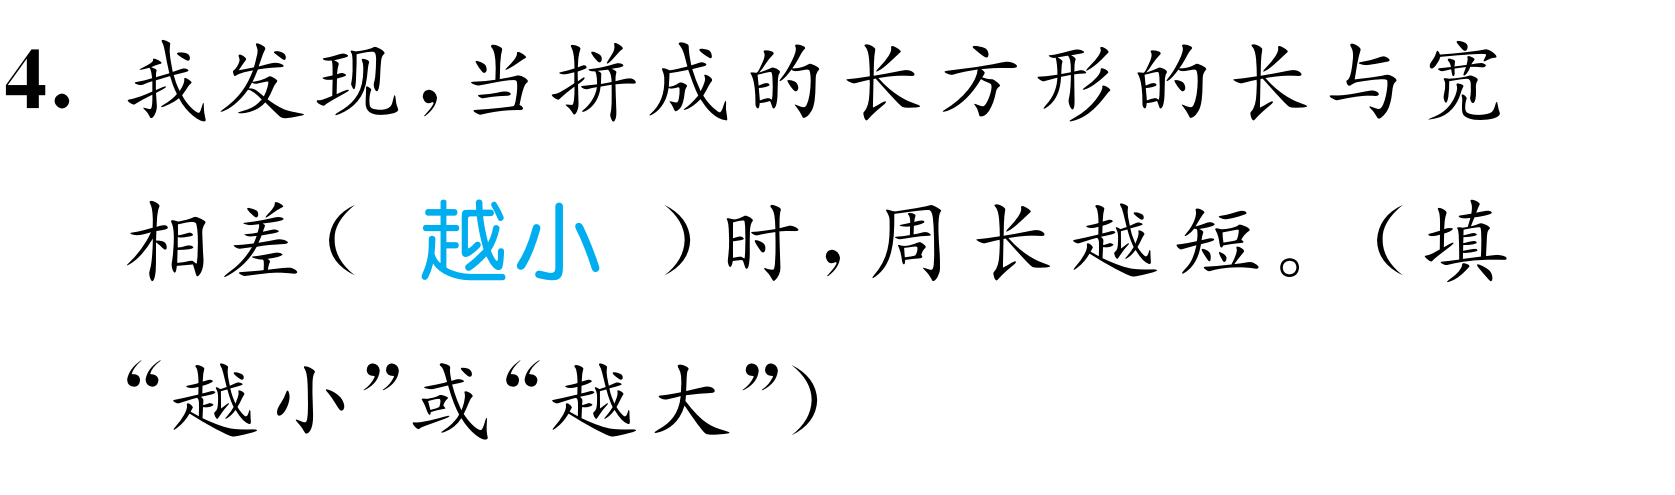 4. 我发现,当拼成的长方形的长与宽
相差( 越小 )时,周长越短。(填
“越小”或“越大”)